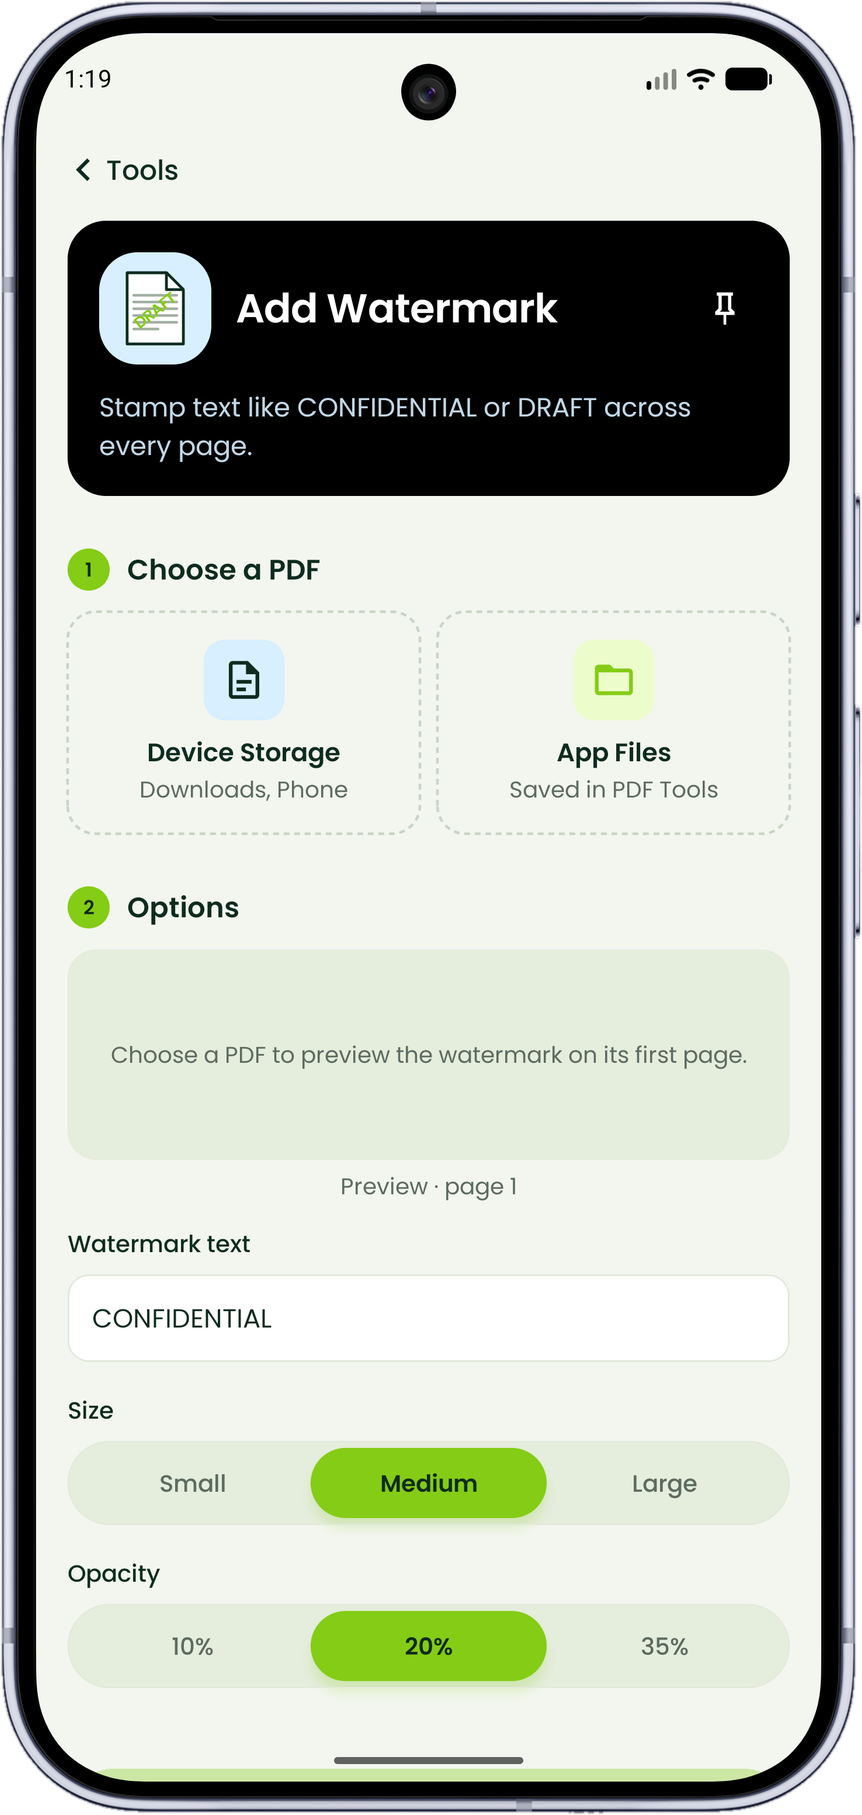 1:19
Tools
DRAFT
Add Watermark
Stamp text like CONFIDENTIAL or DRAFT across
every page.
1
Choose a PDF
Device Storage
Downloads, Phone
App Files
Saved in PDF Tools
2
Options
Choose a PDF to preview the watermark on its first page.
Preview · page 1
Watermark text
CONFIDENTIAL
Size
Small
Medium
Large
Opacity
10%
20%
35%